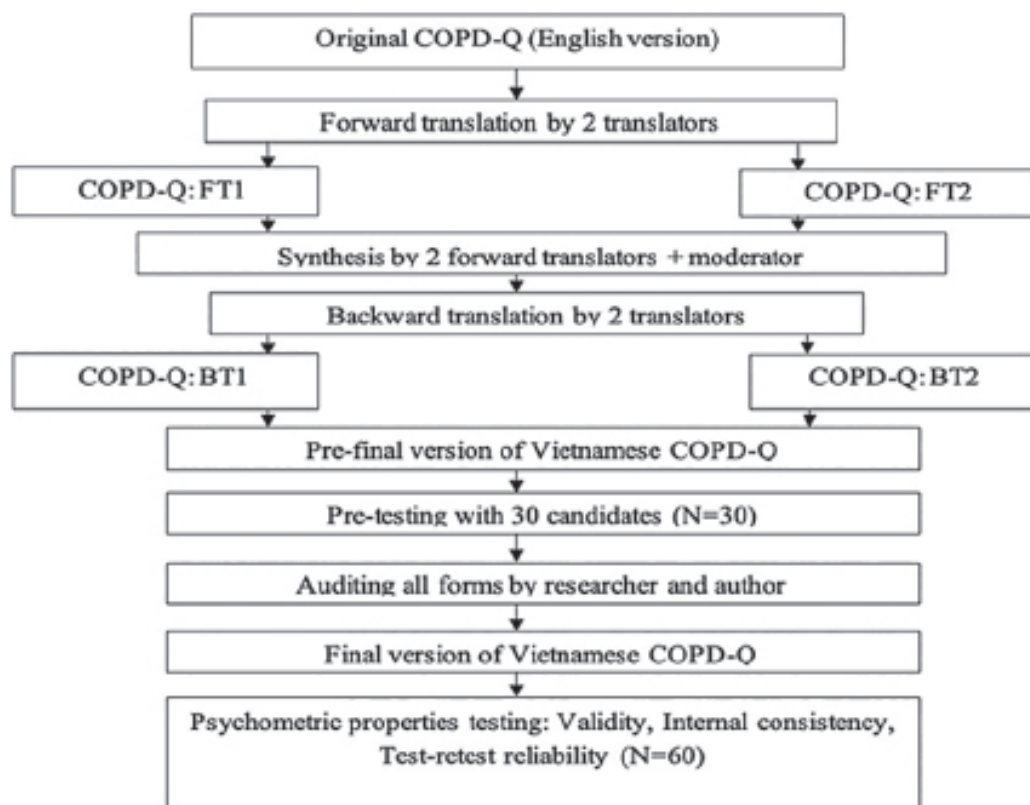 Original COPD-Q (English version)
Forward translation by 2 translators
COPD-Q: FT1
COPD-Q: FT2
Synthesis by 2 forward translators + moderator
Backward translation by 2 translators
COPD-Q: BT1
COPD-Q: BT2
Pre-final version of Vietnamese COPD-Q
Pre-testing with 30 candidates (N=30)
Auditing all forms by researcher and author
Final version of Vietnamese COPD-Q
Psychometric properties testing: Validity, Internal consistency,
Test-retest reliability (N=60)